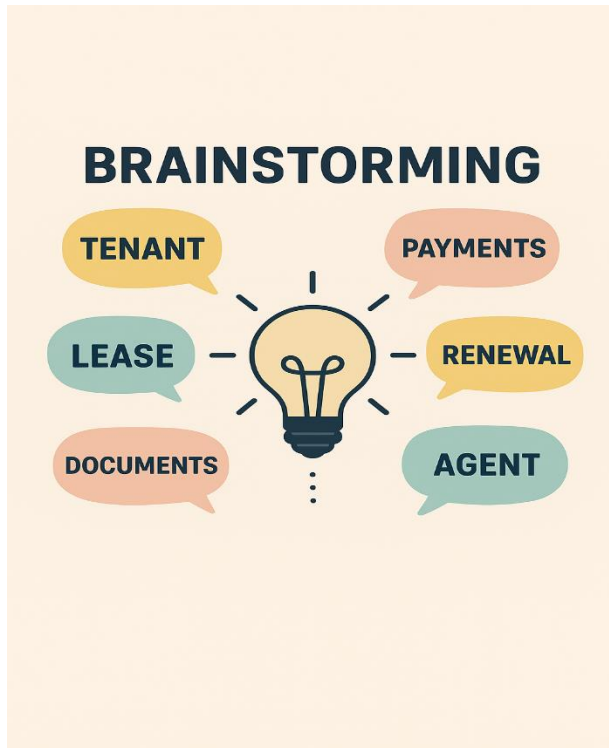 BRAINSTORMING
TENANT
PAYMENTS
LEASE
RENEWAL
DOCUMENTS
AGENT